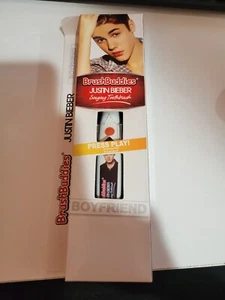 BrushBuddies
JUSTIN BIEBER
Singing Toothbrush
PRESS PLAY!
BOYFRIEND
BrushBuddies
JUSTIN BIEBER